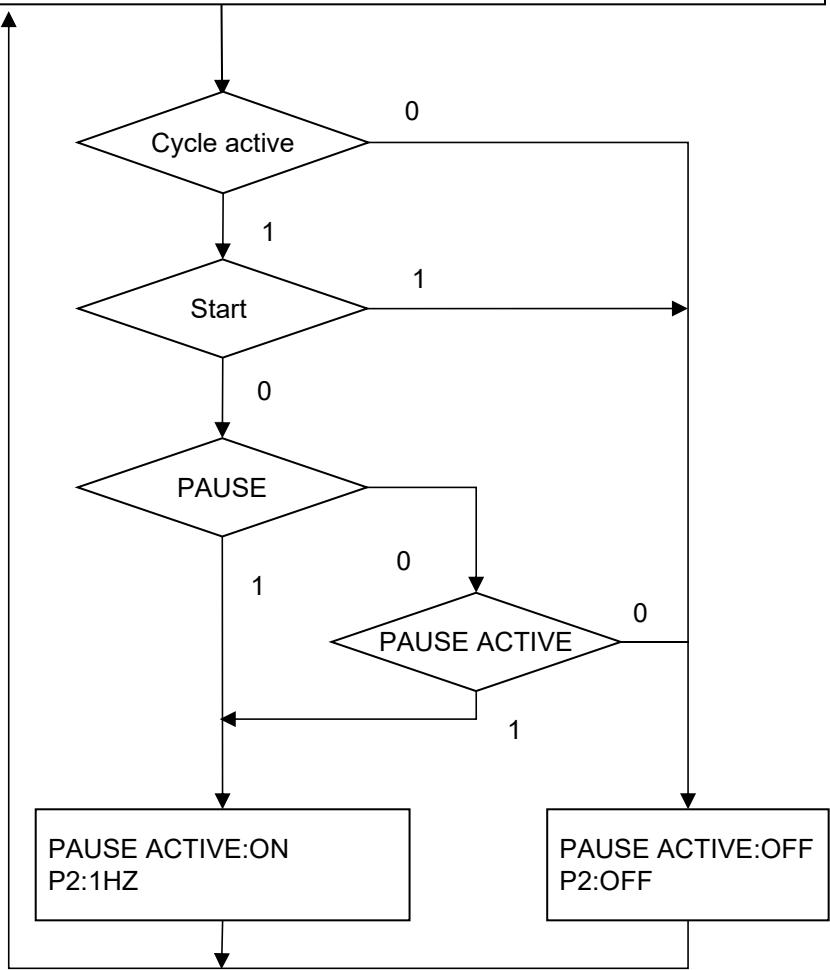 0
Cycle active
1
1
Start
0
PAUSE
0
1
0
PAUSE ACTIVE
1
PAUSE ACTIVE:ON
P2:1HZ
PAUSE ACTIVE:OFF
P2:OFF